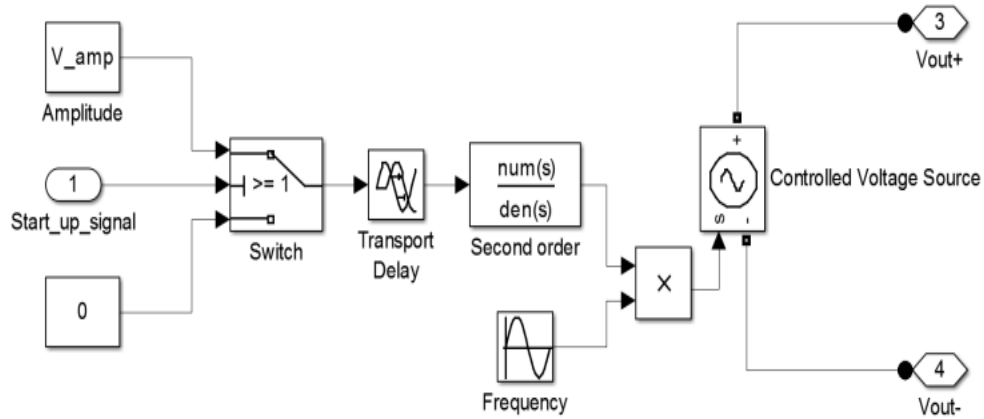 V_amp
Amplitude
1
Start_up_signal
0
>= 1
Switch
Transport
Delay
num(s)
den(s)
Second order
Frequency
X
+
s
-
Controlled Voltage Source
3
Vout+
4
Vout-